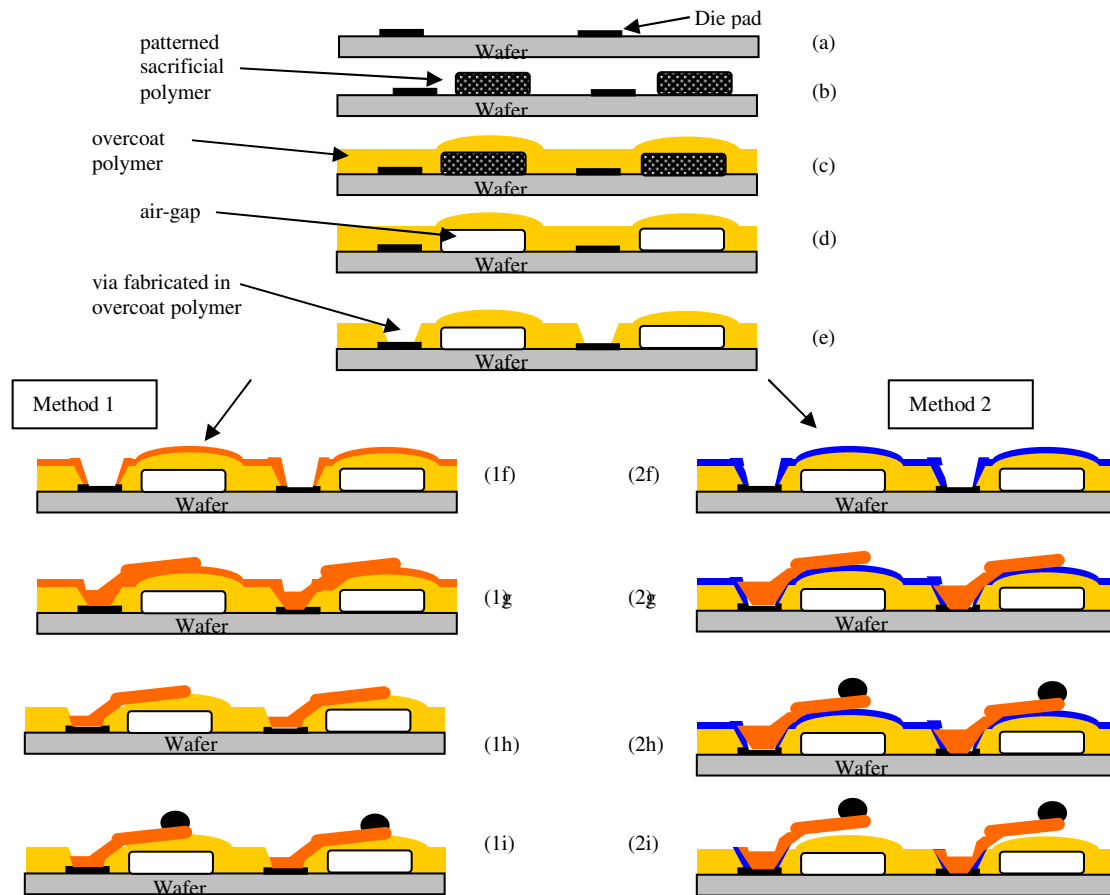 Die pad
patterned
sacrificial
polymer
Wafer
(a)
(b)
Wafer
overcoat
polymer
(c)
Wafer
air-gap
(d)
Wafer
via fabricated in
overcoat polymer
(e)
Wafer
Method 1
Method 2
(1f)
(2f)
Wafer
Wafer
(1g)
(2g)
Wafer
Wafer
(1h)
(2h)
Wafer
Wafer
(1i)
(2i)
Wafer